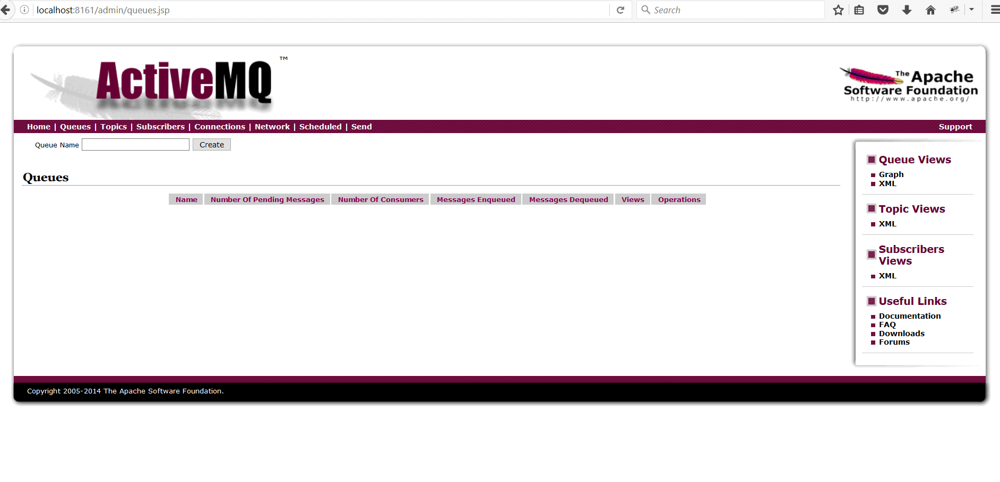 localhost:8161/admin/queues.jsp
Search
ActiveMQ ™
The Apache
Software Foundation
http://www.apache.org/
Home | Queues | Topics | Subscribers | Connections | Network | Scheduled | Send
Support
Queue Name
Create
Queues
Name Number Of Pending Messages Number Of Consumers Messages Enqueued Messages Dequeued Views Operations
Queue Views
Graph
XML
Topic Views
XML
Subscribers
Views
XML
Useful Links
Documentation
FAQ
Downloads
Forums
Copyright 2005-2014 The Apache Software Foundation.